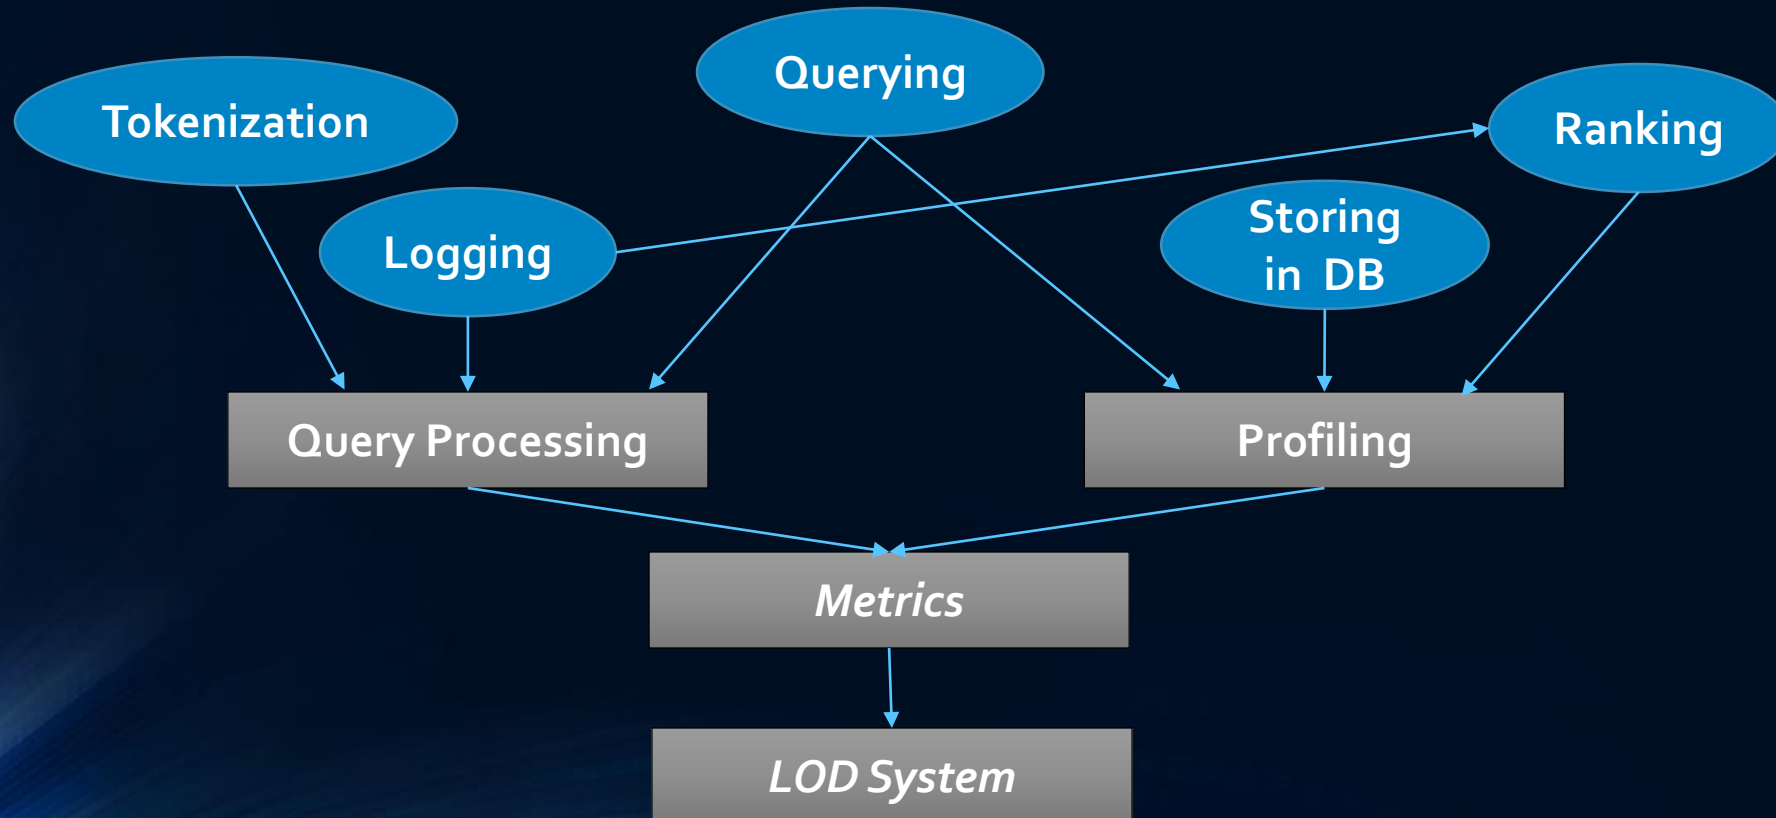 Querying
Tokenization
Ranking
Logging
Storing
in DB
Query Processing
Profiling
Metrics
LOD System